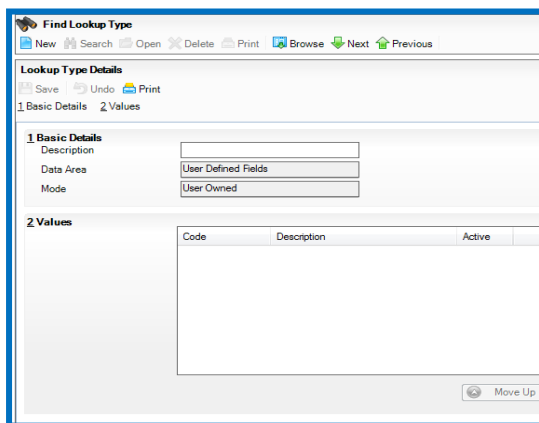 Find Lookup Type
New Search Open Delete Print Browse Next Previous
Lookup Type Details
Save Undo Print
1 Basic Details 2 Values
1 Basic Details
Description
Data Area User Defined Fields
Mode User Owned
2 Values
Code Description Active
Move Up